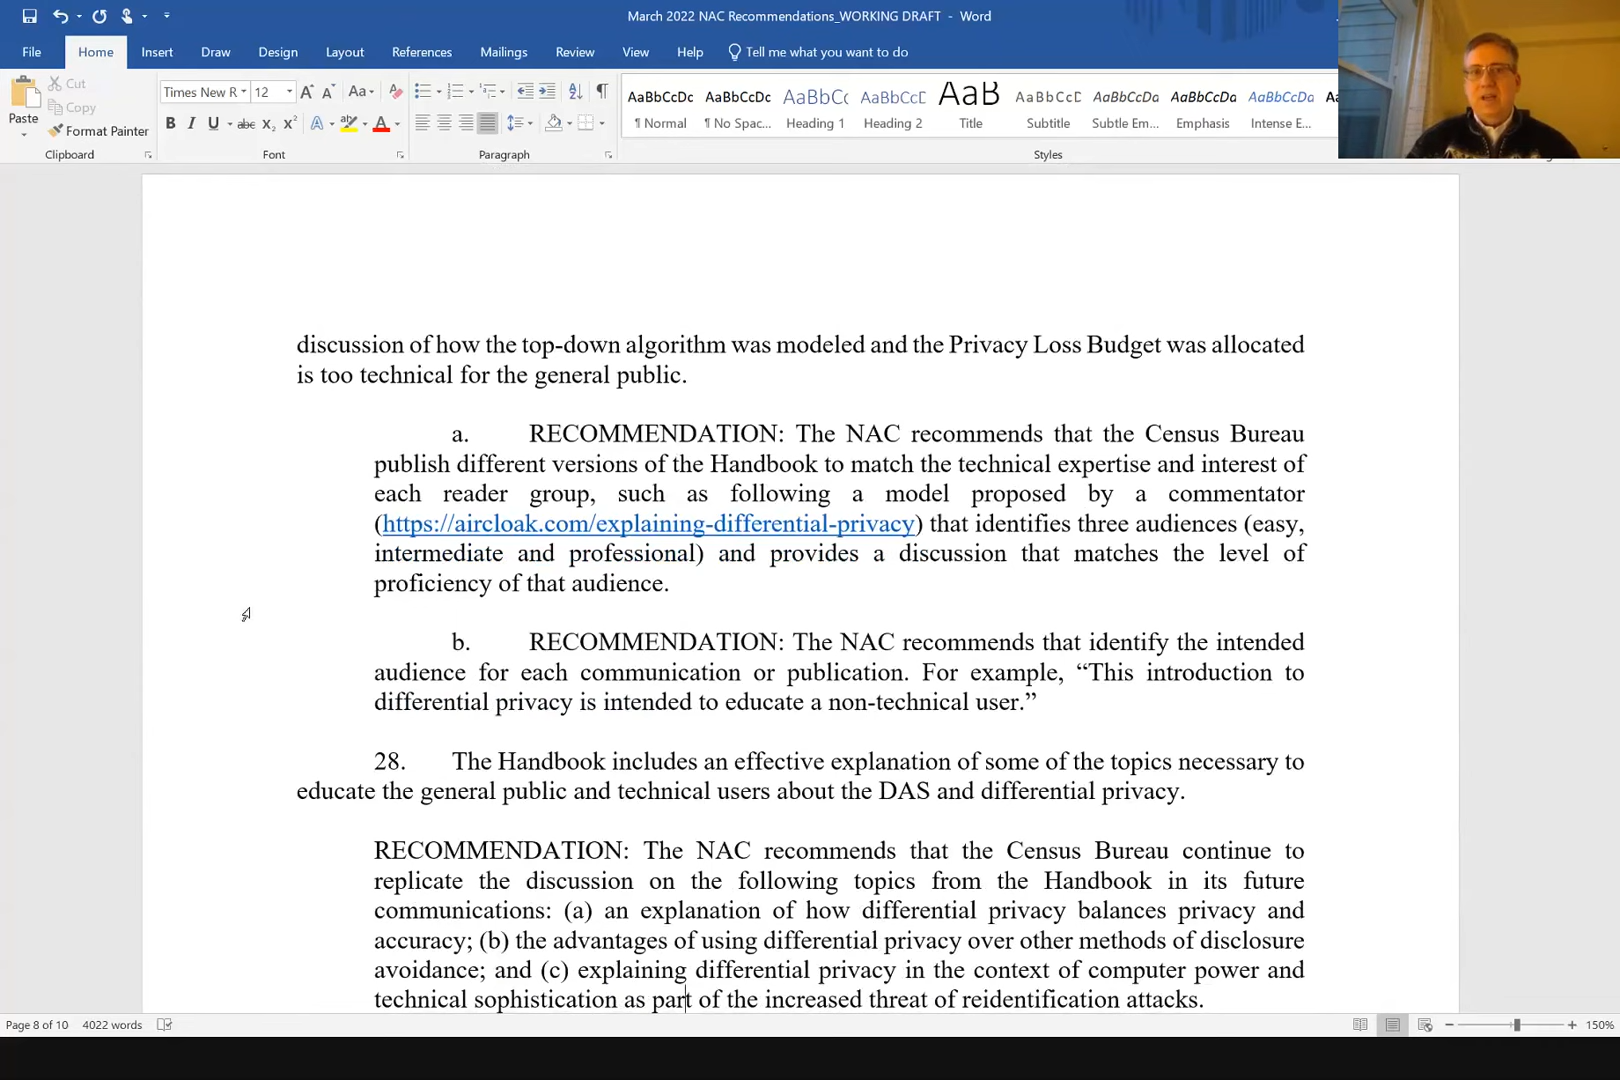 March 2022 NAC Recommendations_WORKING DRAFT - Word
File Home Insert Draw Design Layout References Mailings Review View Help Tell me what you want to do
Cut
Copy
Format Painter
Paste
Clipboard
Times New R 12
Font
Paragraph
AaBbCcDc AaBbCcDc AaBbCc AaBbCcD AaB AaBbCcD AaBbCcDa AaBbCcDa AaBbCcDa
¶ Normal ¶ No Spac... Heading 1 Heading 2 Title Subtitle Subtle Em... Emphasis Intense E...
Styles
discussion of how the top-down algorithm was modeled and the Privacy Loss Budget was allocated
is too technical for the general public.
a. RECOMMENDATION: The NAC recommends that the Census Bureau
publish different versions of the Handbook to match the technical expertise and interest of
each reader group, such as following a model proposed by a commentator
(https://aircloak.com/explaining-differential-privacy) that identifies three audiences (easy,
intermediate and professional) and provides a discussion that matches the level of
proficiency of that audience.
b. RECOMMENDATION: The NAC recommends that identify the intended
audience for each communication or publication. For example, “This introduction to
differential privacy is intended to educate a non-technical user.”
28. The Handbook includes an effective explanation of some of the topics necessary to
educate the general public and technical users about the DAS and differential privacy.
RECOMMENDATION: The NAC recommends that the Census Bureau continue to
replicate the discussion on the following topics from the Handbook in its future
communications: (a) an explanation of how differential privacy balances privacy and
accuracy; (b) the advantages of using differential privacy over other methods of disclosure
avoidance; and (c) explaining differential privacy in the context of computer power and
technical sophistication as part of the increased threat of reidentification attacks.
Page 8 of 10 4022 words 150%